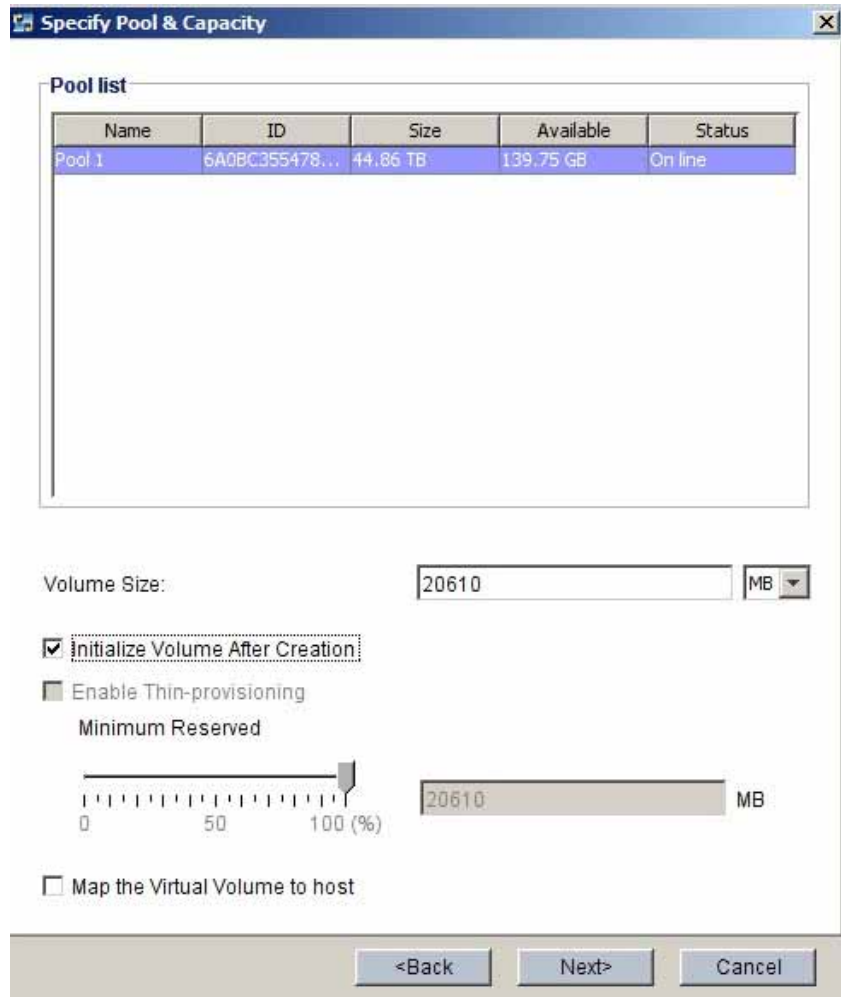 Specify Pool & Capacity
Pool list
Name ID Size Available Status
Pool 1 6A0BC355478... 44.86 TB 139.75 GB On line
Volume Size: 20610 MB
Initialize Volume After Creation
Enable Thin-provisioning
Minimum Reserved
20610 MB
0 50 100 (%)
Map the Virtual Volume to host
<Back Next> Cancel